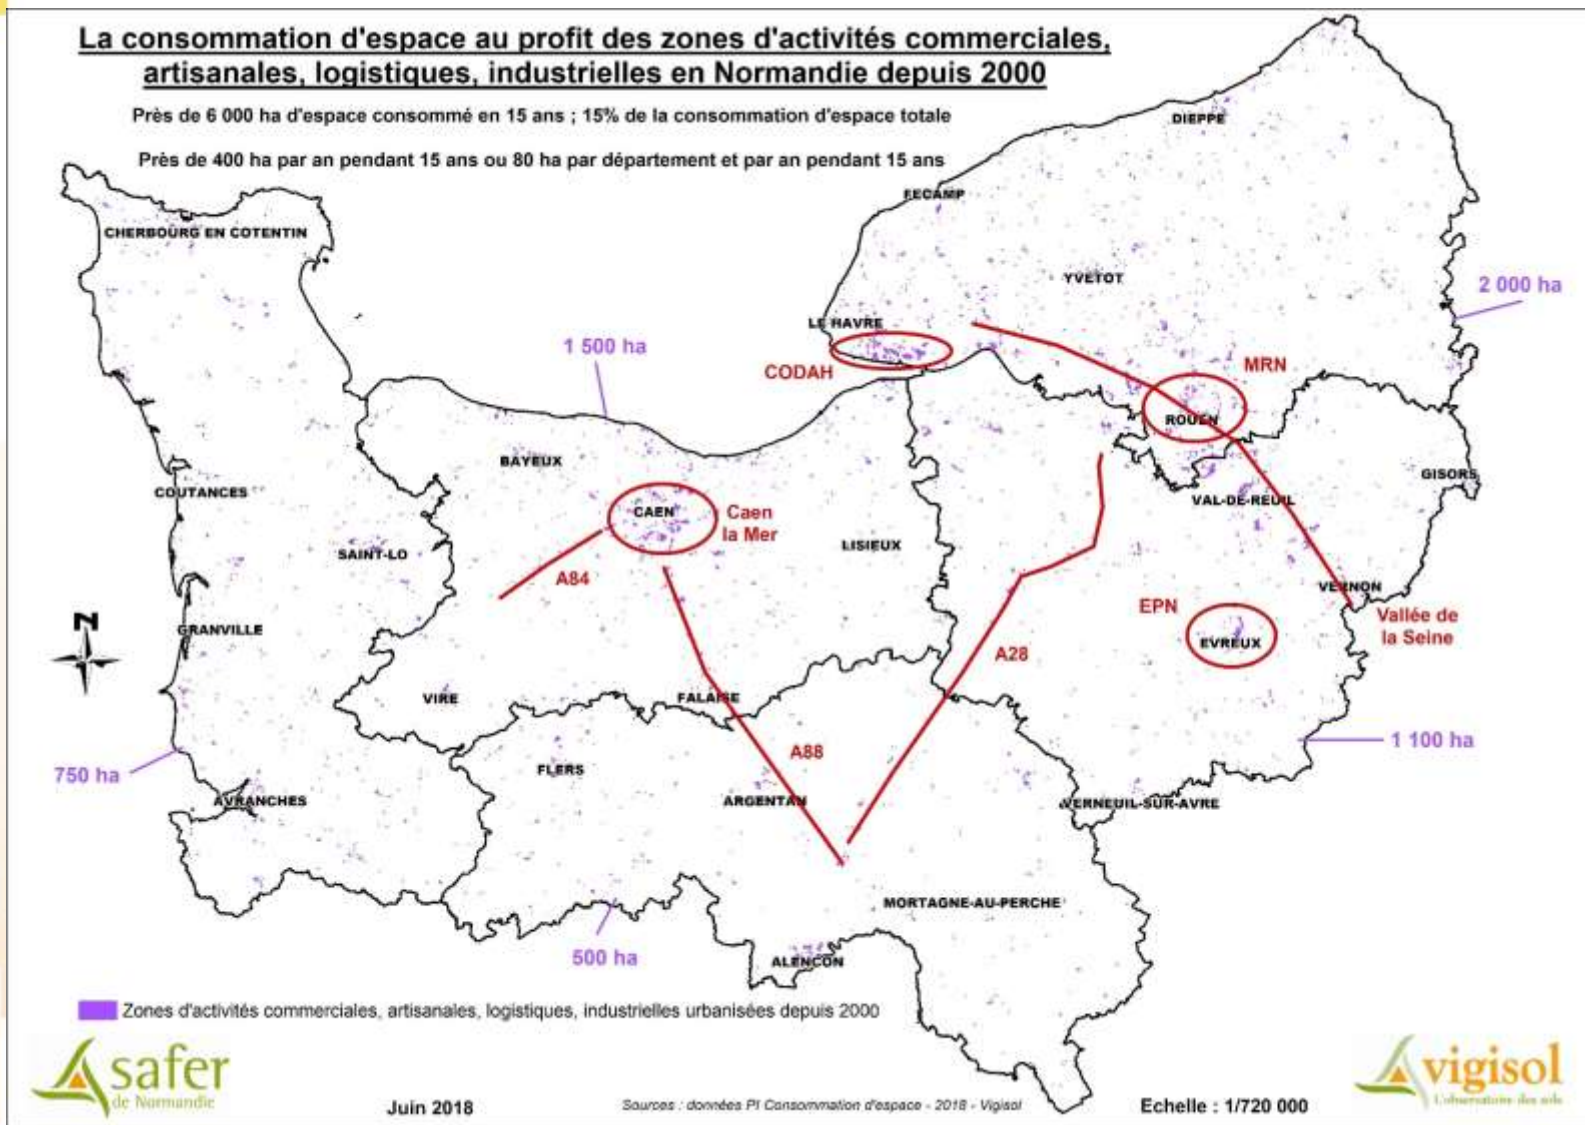 La consommation d'espace au profit des zones d'activités commerciales,
artisanales, logistiques, industrielles en Normandie depuis 2000
Près de 6 000 ha d'espace consommé en 15 ans ; 15% de la consommation d'espace totale
Près de 400 ha par an pendant 15 ans ou 80 ha par département et par an pendant 15 ans
DIEPPE
FECAMP
CHERBOURG EN COTENTIN
YVETOT
2 000 ha
LE HAVRE
1 500 ha
CODAH
MRN
ROUEN
BAYEUX
GISORS
COUTANCES
VAL-DE-REUIL
CAEN
Caen
la Mer
SAINT-LO
LISIEUX
A84
VERNON
EPN
Vallée de
la Seine
N
GRANVILLE
EVREUX
A28
VIRE
FALAISE
1 100 ha
A88
750 ha
FLERS
AVRANCHES
ARGENTAN
VERNEUIL-SUR-AVRE
MORTAGNE-AU-PERCHE
500 ha
ALENCON
Zones d'activités commerciales, artisanales, logistiques, industrielles urbanisées depuis 2000
safer
de Normandie
Juin 2018
Sources : données PI Consommation d'espace - 2018 - Vigisol
Echelle : 1/720 000
vigisol
L'observatoire des sols